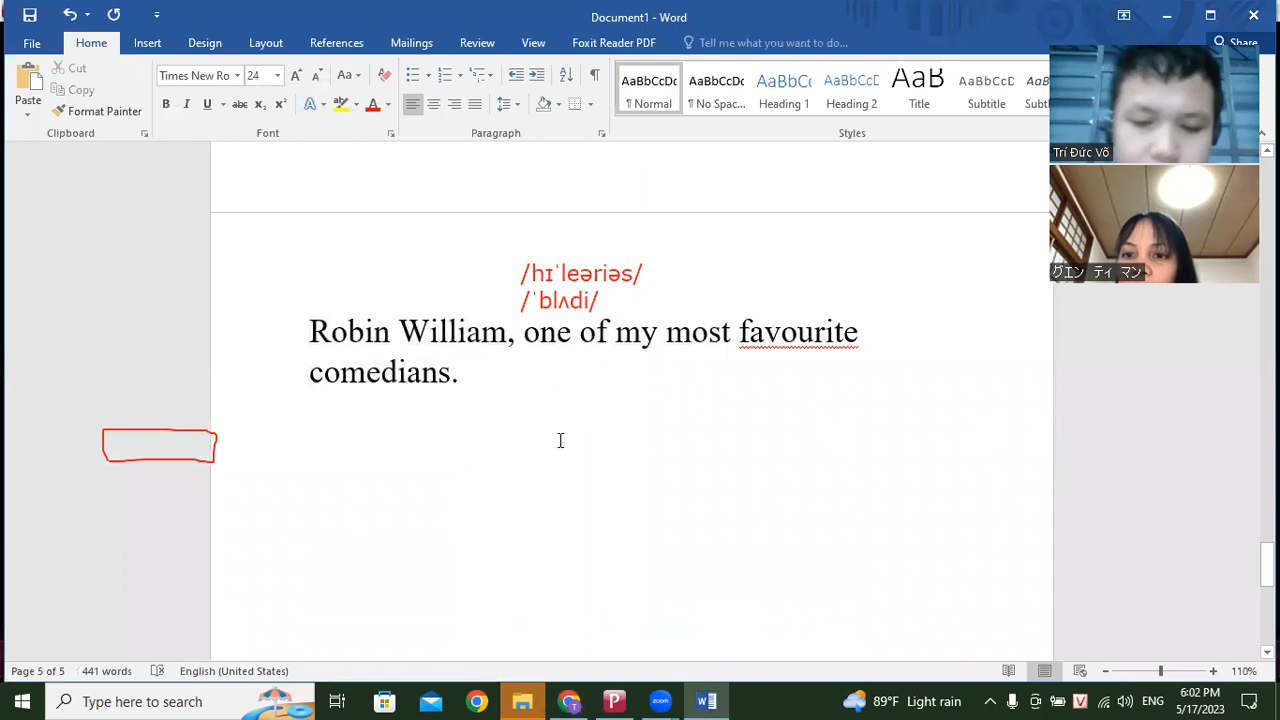 Document1 - Word
File Home Insert Design Layout References Mailings Review View Foxit Reader PDF Tell me what you want to do... Share
Paste Cut Copy Format Painter
Times New Ro 24
AaBbCcDc AaBbCcDc AaBbCc AaBbCcD AaB AaBbCcD
¶ Normal ¶ No Spac... Heading 1 Heading 2 Title Subtitle
Clipboard Font Paragraph Styles
Trí Đức Võ
グエン ティ マン
/hɪˈleəriəs/
/ˈblʌdi/
Robin William, one of my most favourite
comedians.
Page 5 of 5 441 words English (United States) 110%
Type here to search
zoom
89°F Light rain
ENG
6:02 PM
5/17/2023